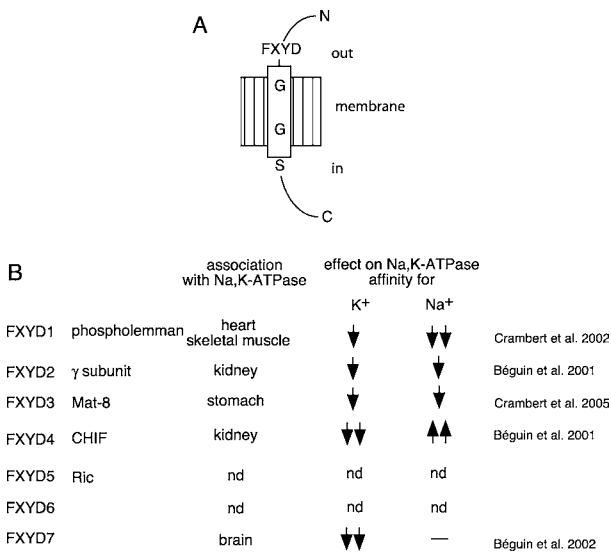 A
N
FXYD
out
G
membrane
G
S
in
C
B
association with Na,K-ATPase
effect on Na,K-ATPase affinity for
K+ Na+
FXYD1 phospholemman heart skeletal muscle Crambert et al. 2002
FXYD2 γ subunit kidney Béguin et al. 2001
FXYD3 Mat-8 stomach Crambert et al. 2005
FXYD4 CHIF kidney Béguin et al. 2001
FXYD5 Ric nd nd nd
FXYD6 nd nd nd
FXYD7 brain — Béguin et al. 2002